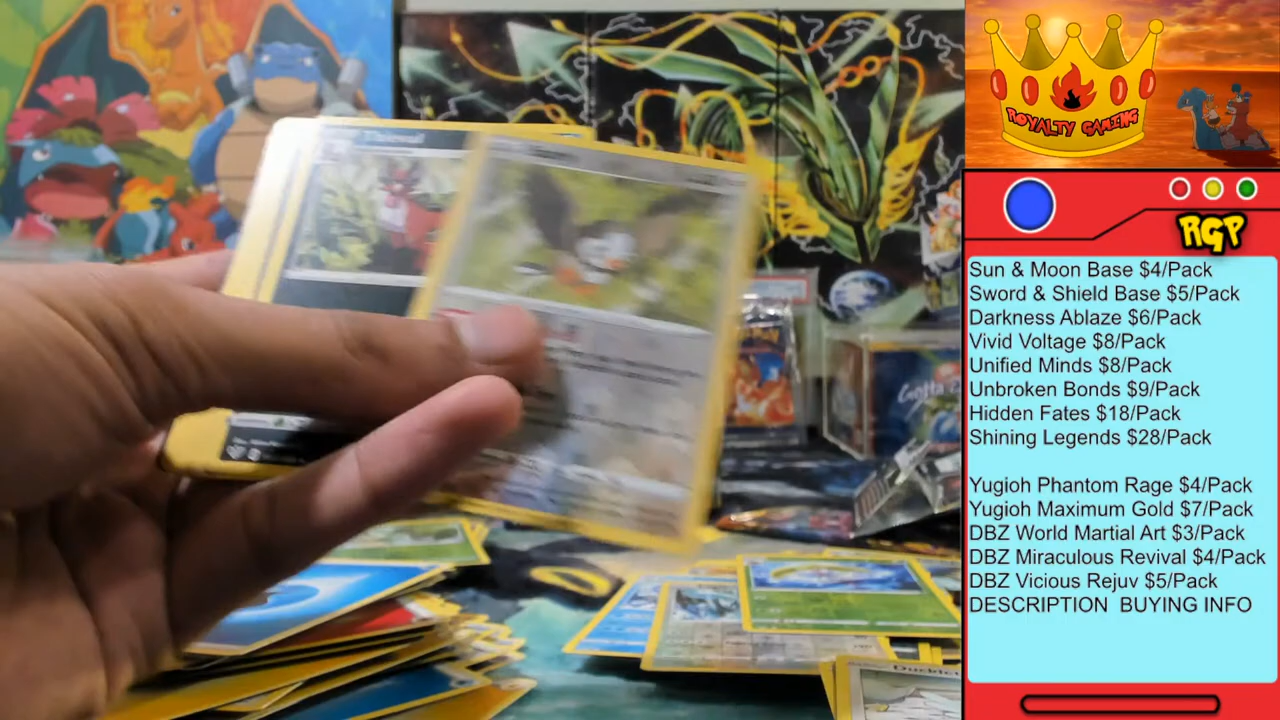 ROYALTY GAMING
RGP
Sun & Moon Base $4/Pack
Sword & Shield Base $5/Pack
Darkness Ablaze $6/Pack
Vivid Voltage $8/Pack
Unified Minds $8/Pack
Unbroken Bonds $9/Pack
Hidden Fates $18/Pack
Shining Legends $28/Pack
Yugioh Phantom Rage $4/Pack
Yugioh Maximum Gold $7/Pack
DBZ World Martial Art $3/Pack
DBZ Miraculous Revival $4/Pack
DBZ Vicious Rejuv $5/Pack
DESCRIPTION BUYING INFO
Gotta